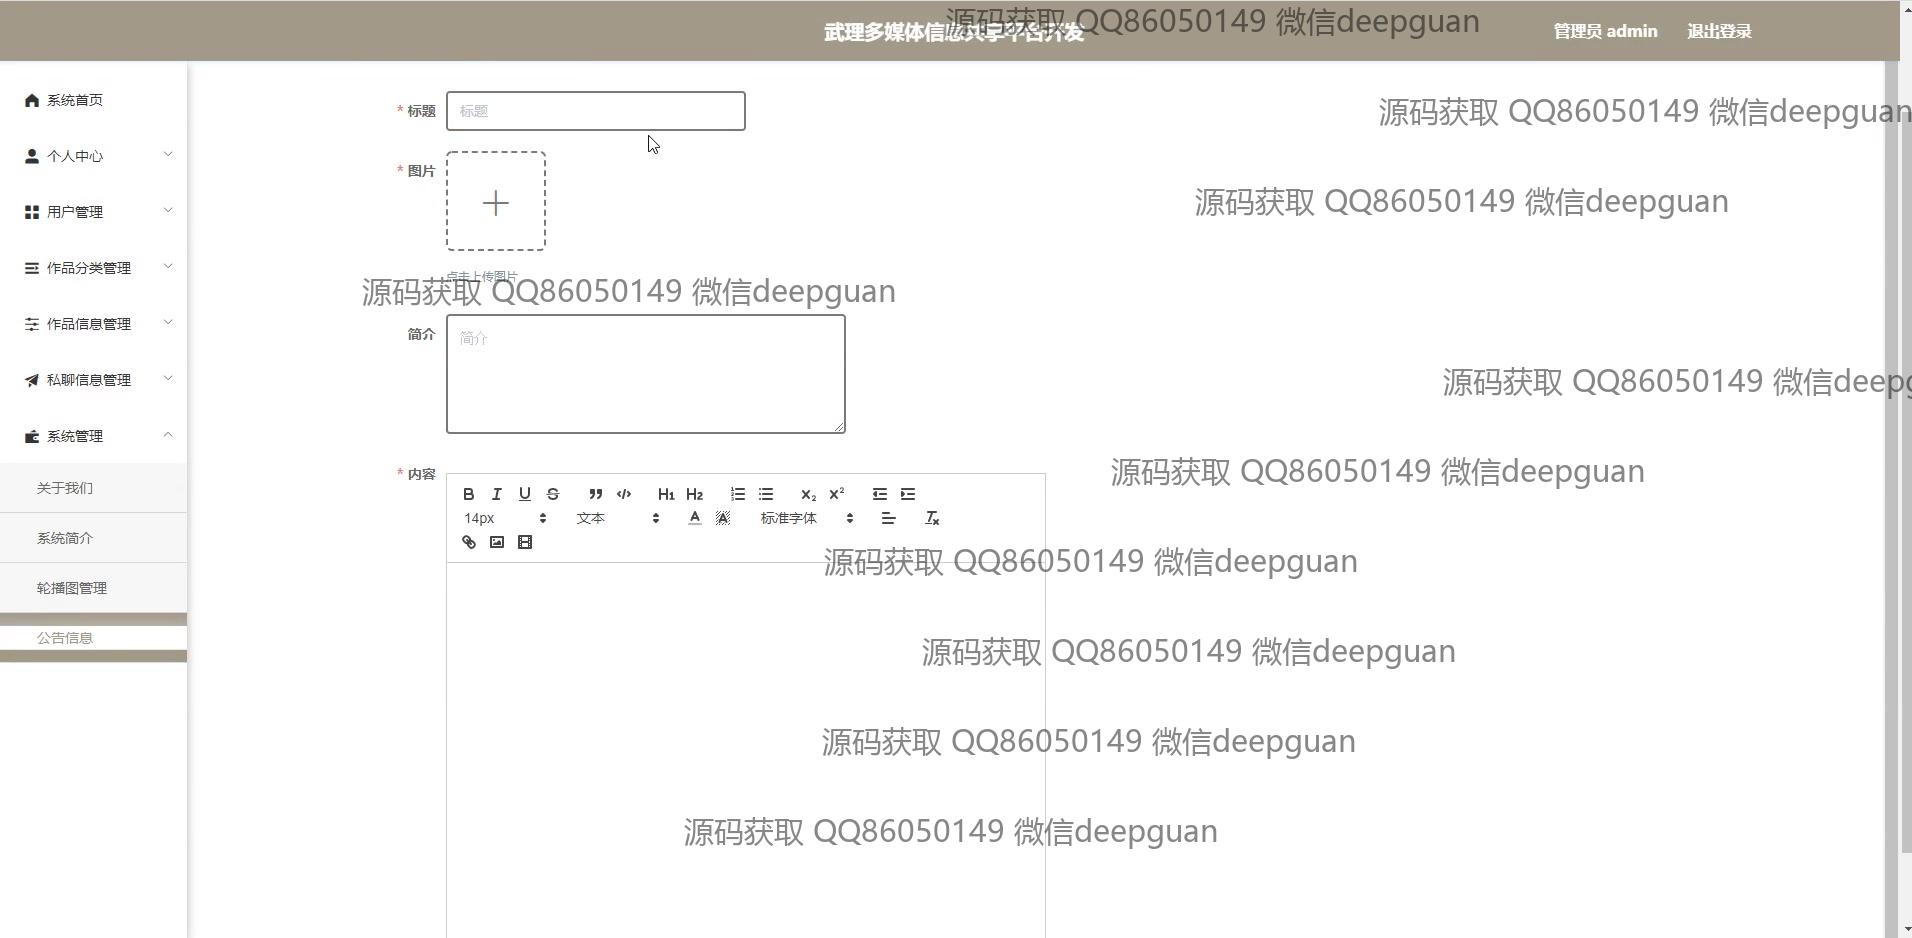 源码获取 QQ86050149 微信deepguan
武理多媒体信息共享平台开发
管理员 admin
退出登录
系统首页
个人中心
用户管理
作品分类管理
作品信息管理
私聊信息管理
系统管理
关于我们
系统简介
轮播图管理
公告信息
* 标题
标题
源码获取 QQ86050149 微信deepguan
* 图片
源码获取 QQ86050149 微信deepguan
点击上传图片
源码获取 QQ86050149 微信deepguan
简介
简介
源码获取 QQ86050149 微信deepg
* 内容
源码获取 QQ86050149 微信deepguan
B I U S H1 H2 X2 X2
14px 文本 A A 标准字体 Tx
源码获取 QQ86050149 微信deepguan
源码获取 QQ86050149 微信deepguan
源码获取 QQ86050149 微信deepguan
源码获取 QQ86050149 微信deepguan